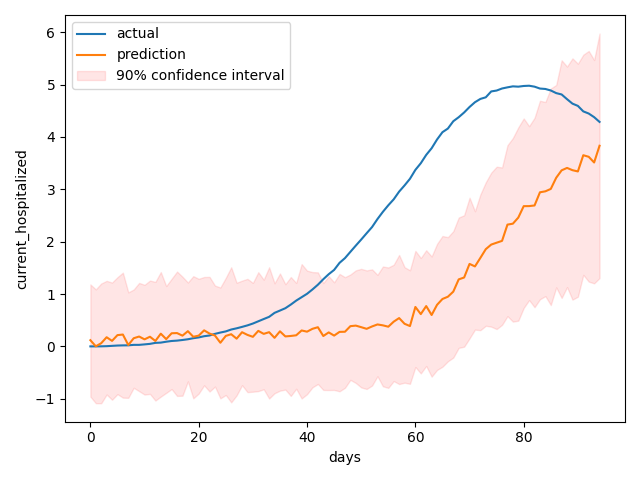 actual
prediction
90% confidence interval
6
5
4
3
2
1
0
−1
current_hospitalized
0 20 40 60 80
days